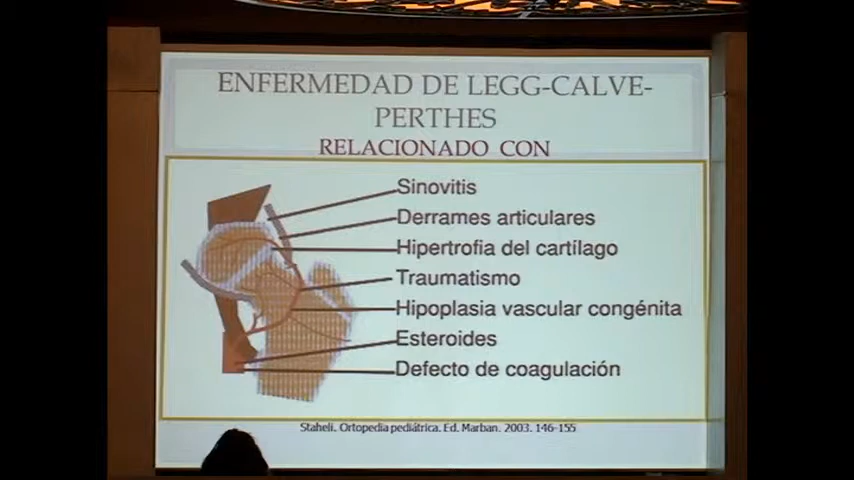 ENFERMEDAD DE LEGG-CALVE-
PERTHES
RELACIONADO CON
Sinovitis
Derrames articulares
Hipertrofia del cartílago
Traumatismo
Hipoplasia vascular congénita
Esteroides
Defecto de coagulación
Staheli. Ortopedia pediátrica. Ed. Marban. 2003. 146-155